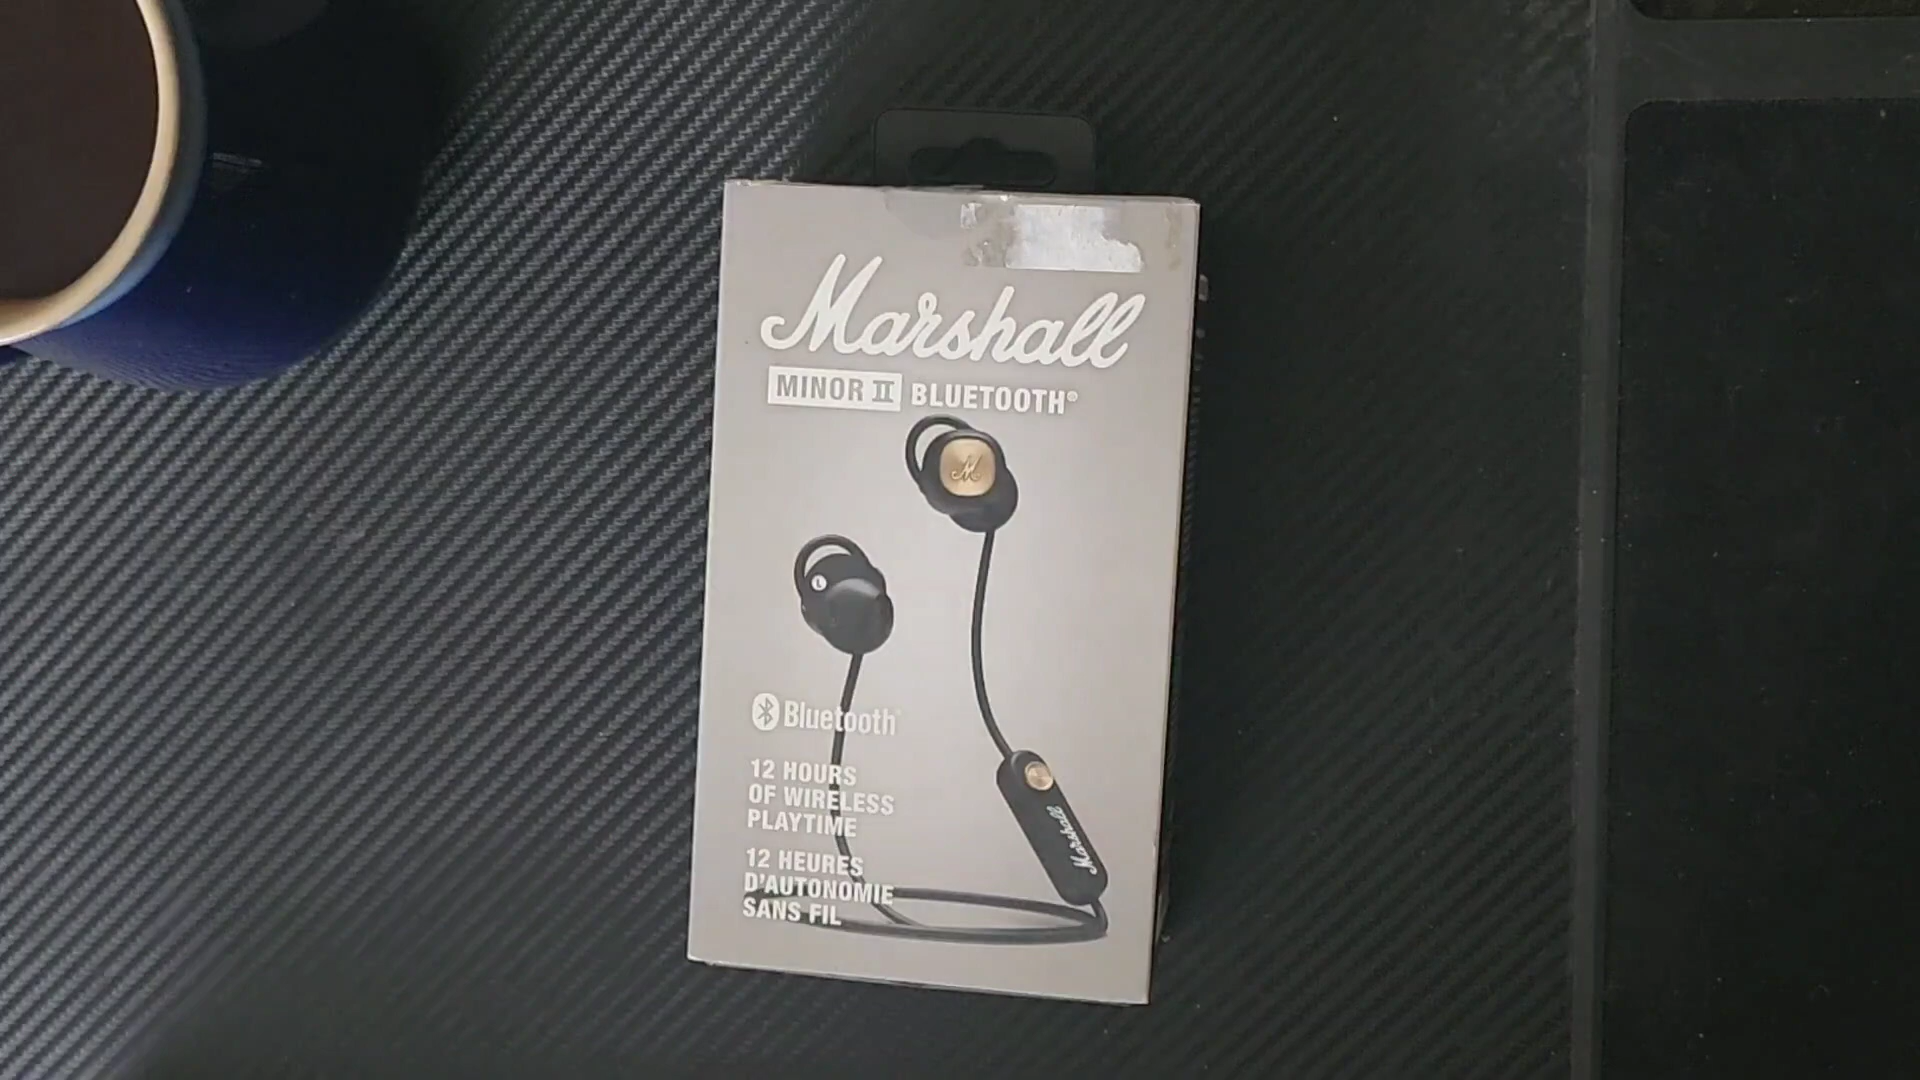 Marshall
MINOR II BLUETOOTH®
M
L
Bluetooth®
12 HOURS
OF WIRELESS
PLAYTIME
Marshall
12 HEURES
D'AUTONOMIE
SANS FIL